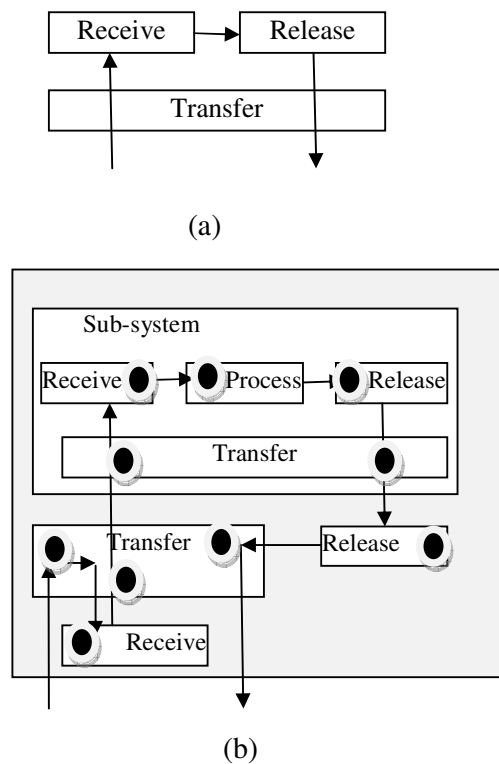 Receive Release
Transfer
(a)
Sub-system
Receive Process Release
Transfer
Transfer Release
Receive
(b)